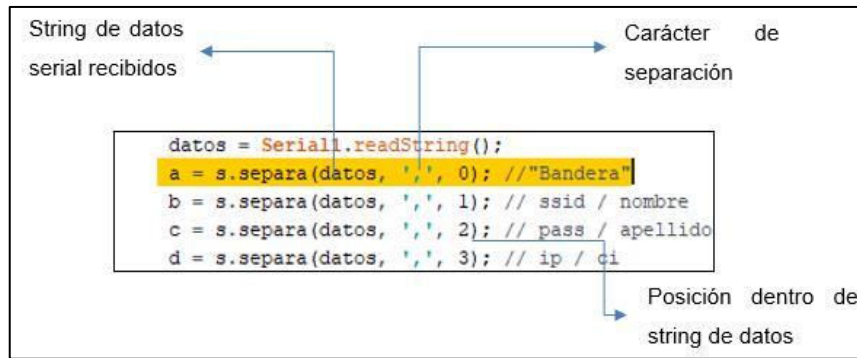 String de datos
serial recibidos
Carácter de
separación
datos = Serial1.readString();
a = s.separa(datos, ',', 0); //"Bandera"
b = s.separa(datos, ',', 1); // ssid / nombre
c = s.separa(datos, ',', 2); // pass / apellido
d = s.separa(datos, ',', 3); // ip / ci
Posición dentro de
string de datos